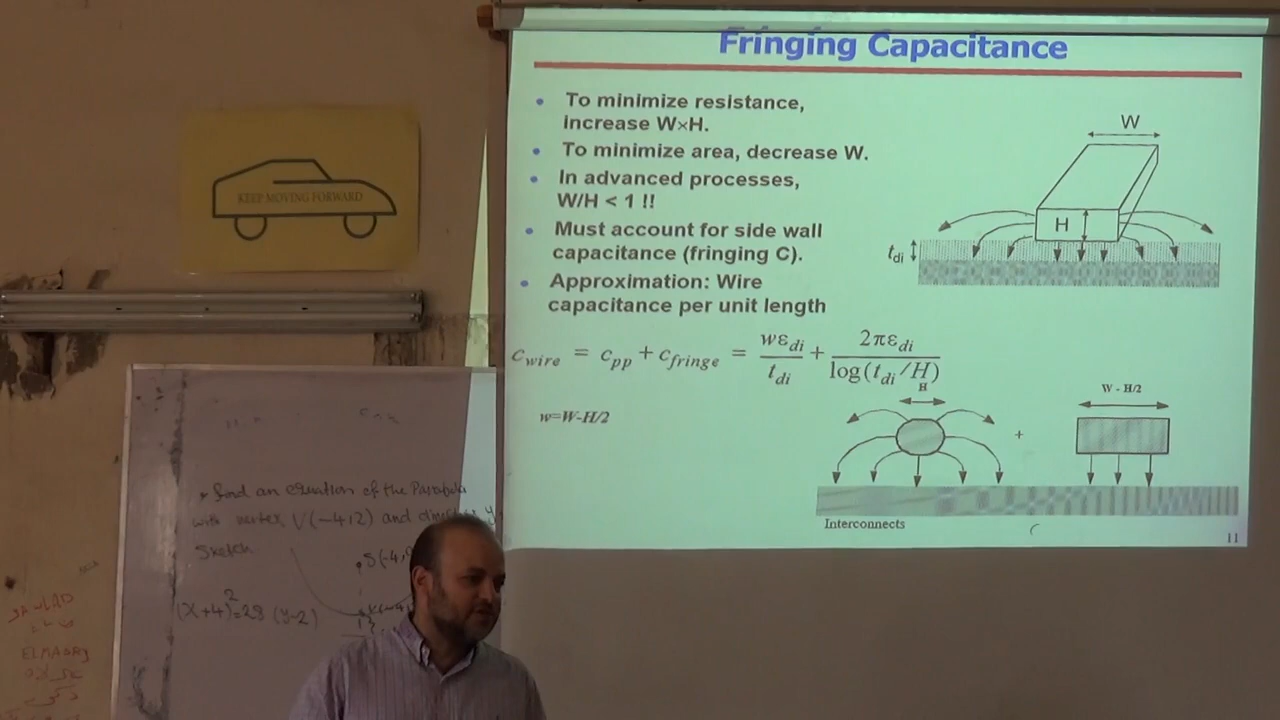 Fringing Capacitance
• To minimize resistance,
increase W×H.
• To minimize area, decrease W.
• In advanced processes,
W/H < 1 !!
• Must account for side wall
capacitance (fringing C).
• Approximation: Wire
capacitance per unit length
c_wire = c_pp + c_fringe = wε_di / t_di + 2πε_di / log(t_di/H)
w=W-H/2
W
H
t_di
H
W - H/2
+
Interconnects
11
KEEP MOVING FORWARD
* find an equation of the Parabola
with vertex V(-4,2) and
Sketch
(x+4)²=28 (y-2)
ELMASRY